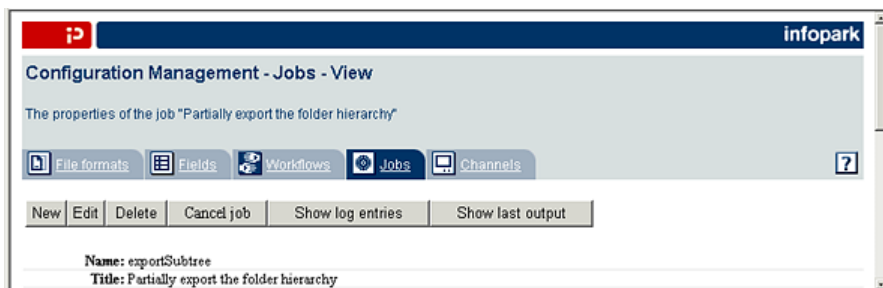 infopark
Configuration Management - Jobs - View
The properties of the job "Partially export the folder hierarchy"
File formats Fields Workflows Jobs Channels ?
New Edit Delete Cancel job Show log entries Show last output
Name: exportSubtree
Title: Partially export the folder hierarchy